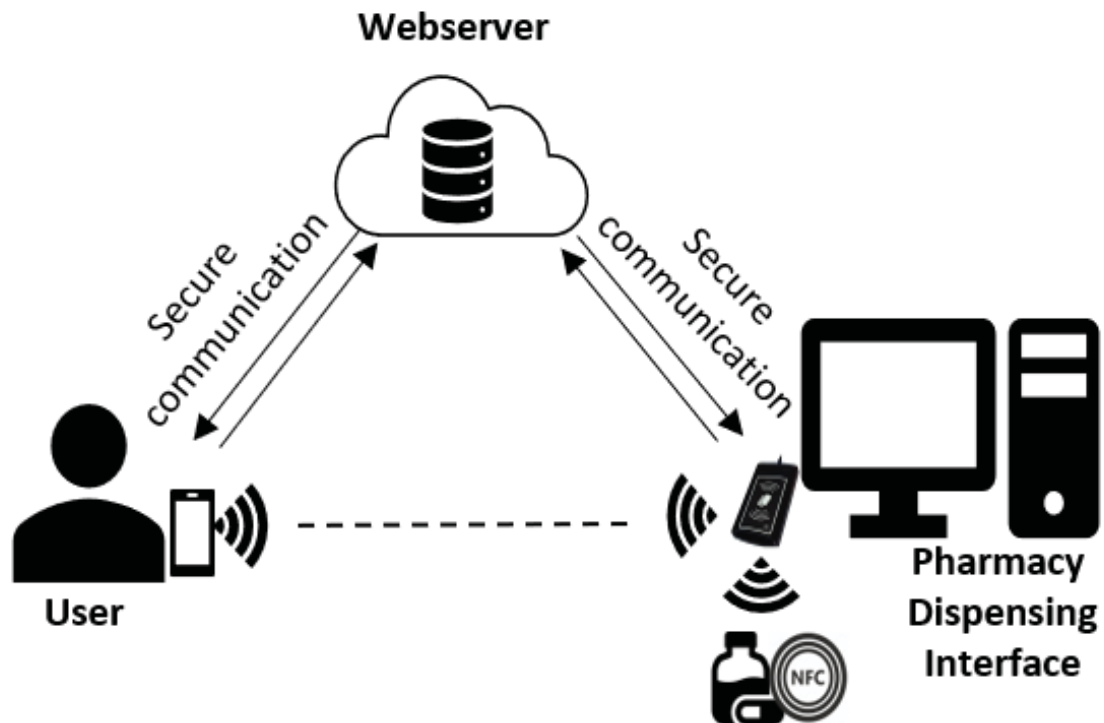 Webserver
Secure
communication
Secure
communication
User
Pharmacy
Dispensing
Interface
NFC